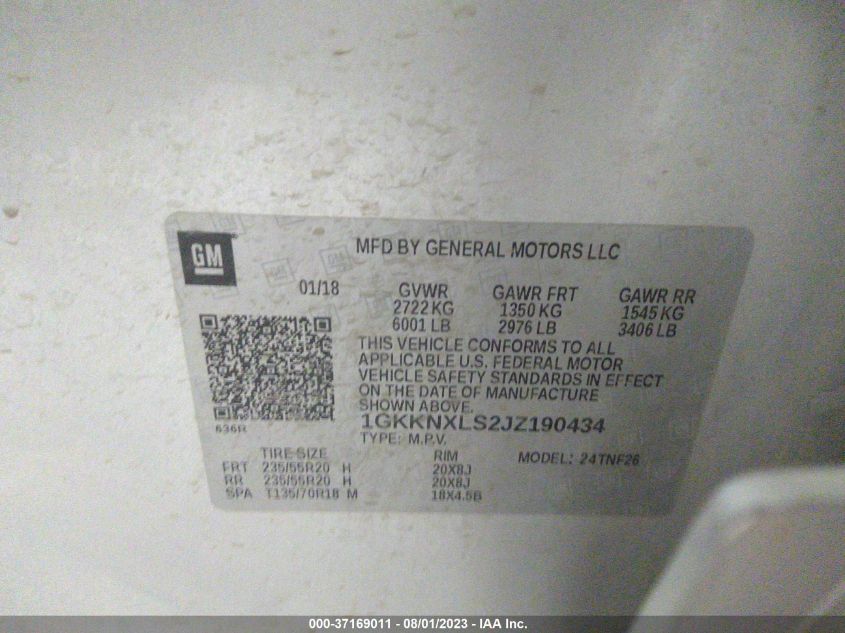 GM
MFD BY GENERAL MOTORS LLC
01/18 GVWR GAWR FRT GAWR RR
2722 KG 1350 KG 1545 KG
6001 LB 2976 LB 3406 LB
THIS VEHICLE CONFORMS TO ALL
APPLICABLE U.S. FEDERAL MOTOR
VEHICLE SAFETY STANDARDS IN EFFECT
ON THE DATE OF MANUFACTURE
SHOWN ABOVE.
636R
1GKKNXLS2JZ190434
TYPE: M.P.V.
TIRE SIZE RIM MODEL: 24TNF26
FRT 235/55R20 H 20X8J
RR 235/55R20 H 20X8J
SPA T135/70R18 M 18X4.5B
000-37169011 - 08/01/2023 - IAA Inc.